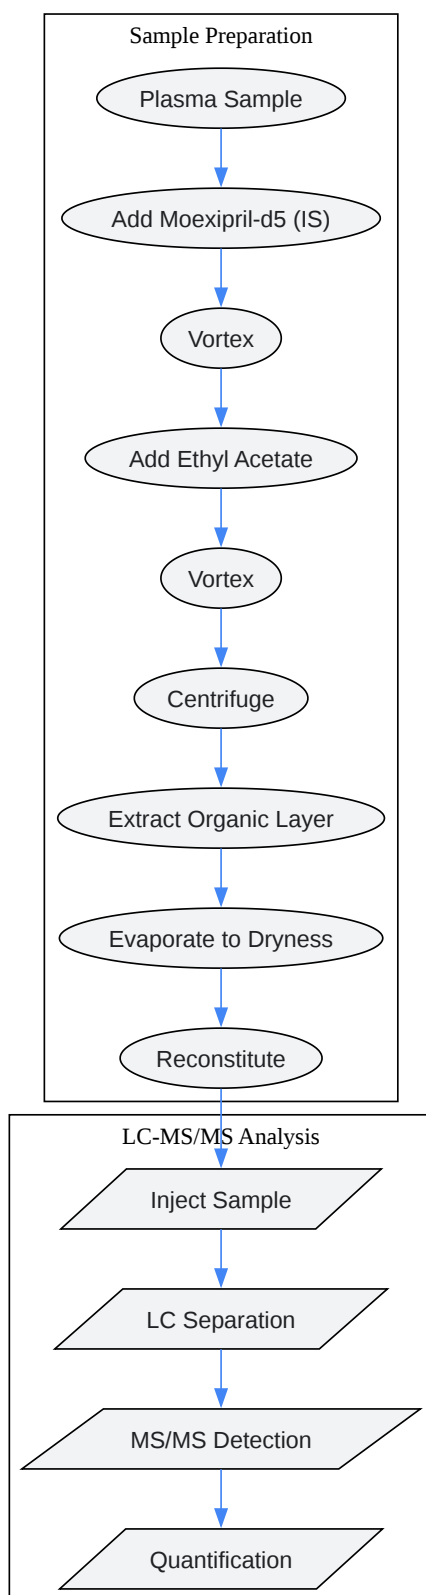 Sample Preparation
Plasma Sample
Add Moexipril-d5 (IS)
Vortex
Add Ethyl Acetate
Vortex
Centrifuge
Extract Organic Layer
Evaporate to Dryness
Reconstitute
LC-MS/MS Analysis
Inject Sample
LC Separation
MS/MS Detection
Quantification